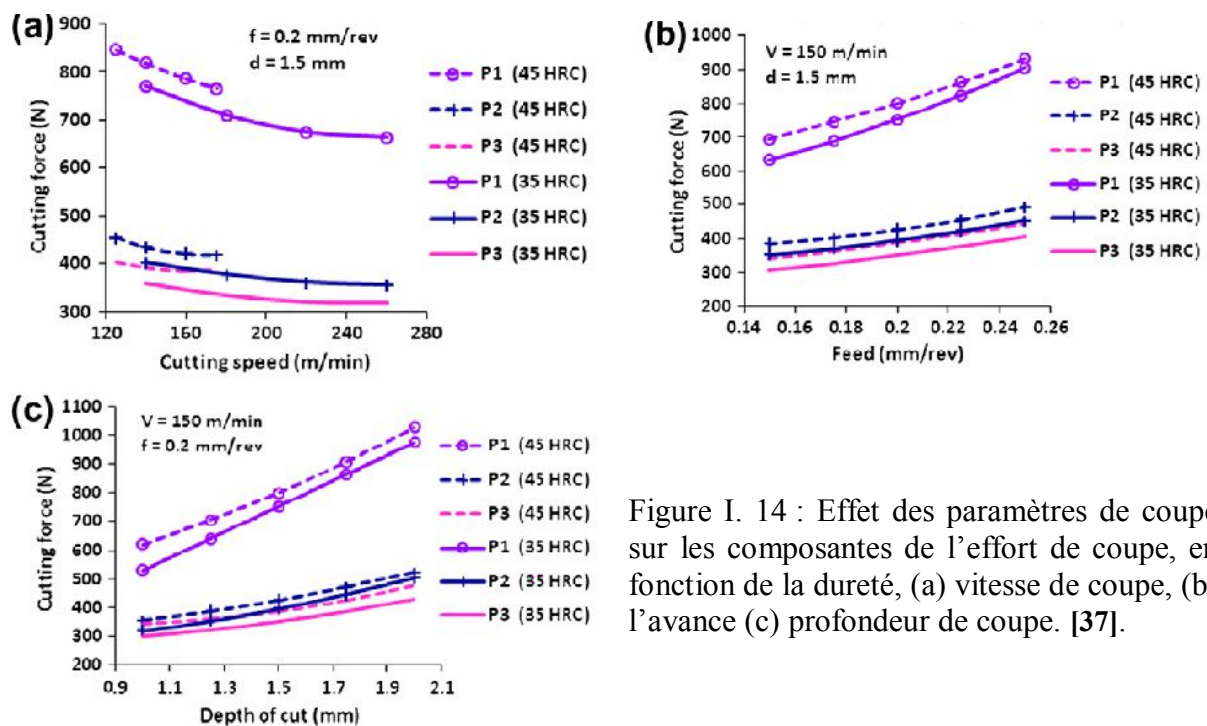 (a)
f = 0.2 mm/rev
d = 1.5 mm
Cutting force (N)
900
800
700
600
500
400
300
120 160 200 240 280
Cutting speed (m/min)
P1 (45 HRC)
P2 (45 HRC)
P3 (45 HRC)
P1 (35 HRC)
P2 (35 HRC)
P3 (35 HRC)
(b)
V = 150 m/min
d = 1.5 mm
Cutting force (N)
1000
900
800
700
600
500
400
300
200
0.14 0.16 0.18 0.2 0.22 0.24 0.26
Feed (mm/rev)
P1 (45 HRC)
P2 (45 HRC)
P3 (45 HRC)
P1 (35 HRC)
P2 (35 HRC)
P3 (35 HRC)
(c)
V = 150 m/min
f = 0.2 mm/rev
Cutting force (N)
1100
1000
900
800
700
600
500
400
300
200
0.9 1.1 1.3 1.5 1.7 1.9 2.1
Depth of cut (mm)
P1 (45 HRC)
P2 (45 HRC)
P3 (45 HRC)
P1 (35 HRC)
P2 (35 HRC)
P3 (35 HRC)
Figure I. 14 : Effet des paramètres de coupe
sur les composantes de l’effort de coupe, en
fonction de la dureté, (a) vitesse de coupe, (b)
l’avance (c) profondeur de coupe. [37].